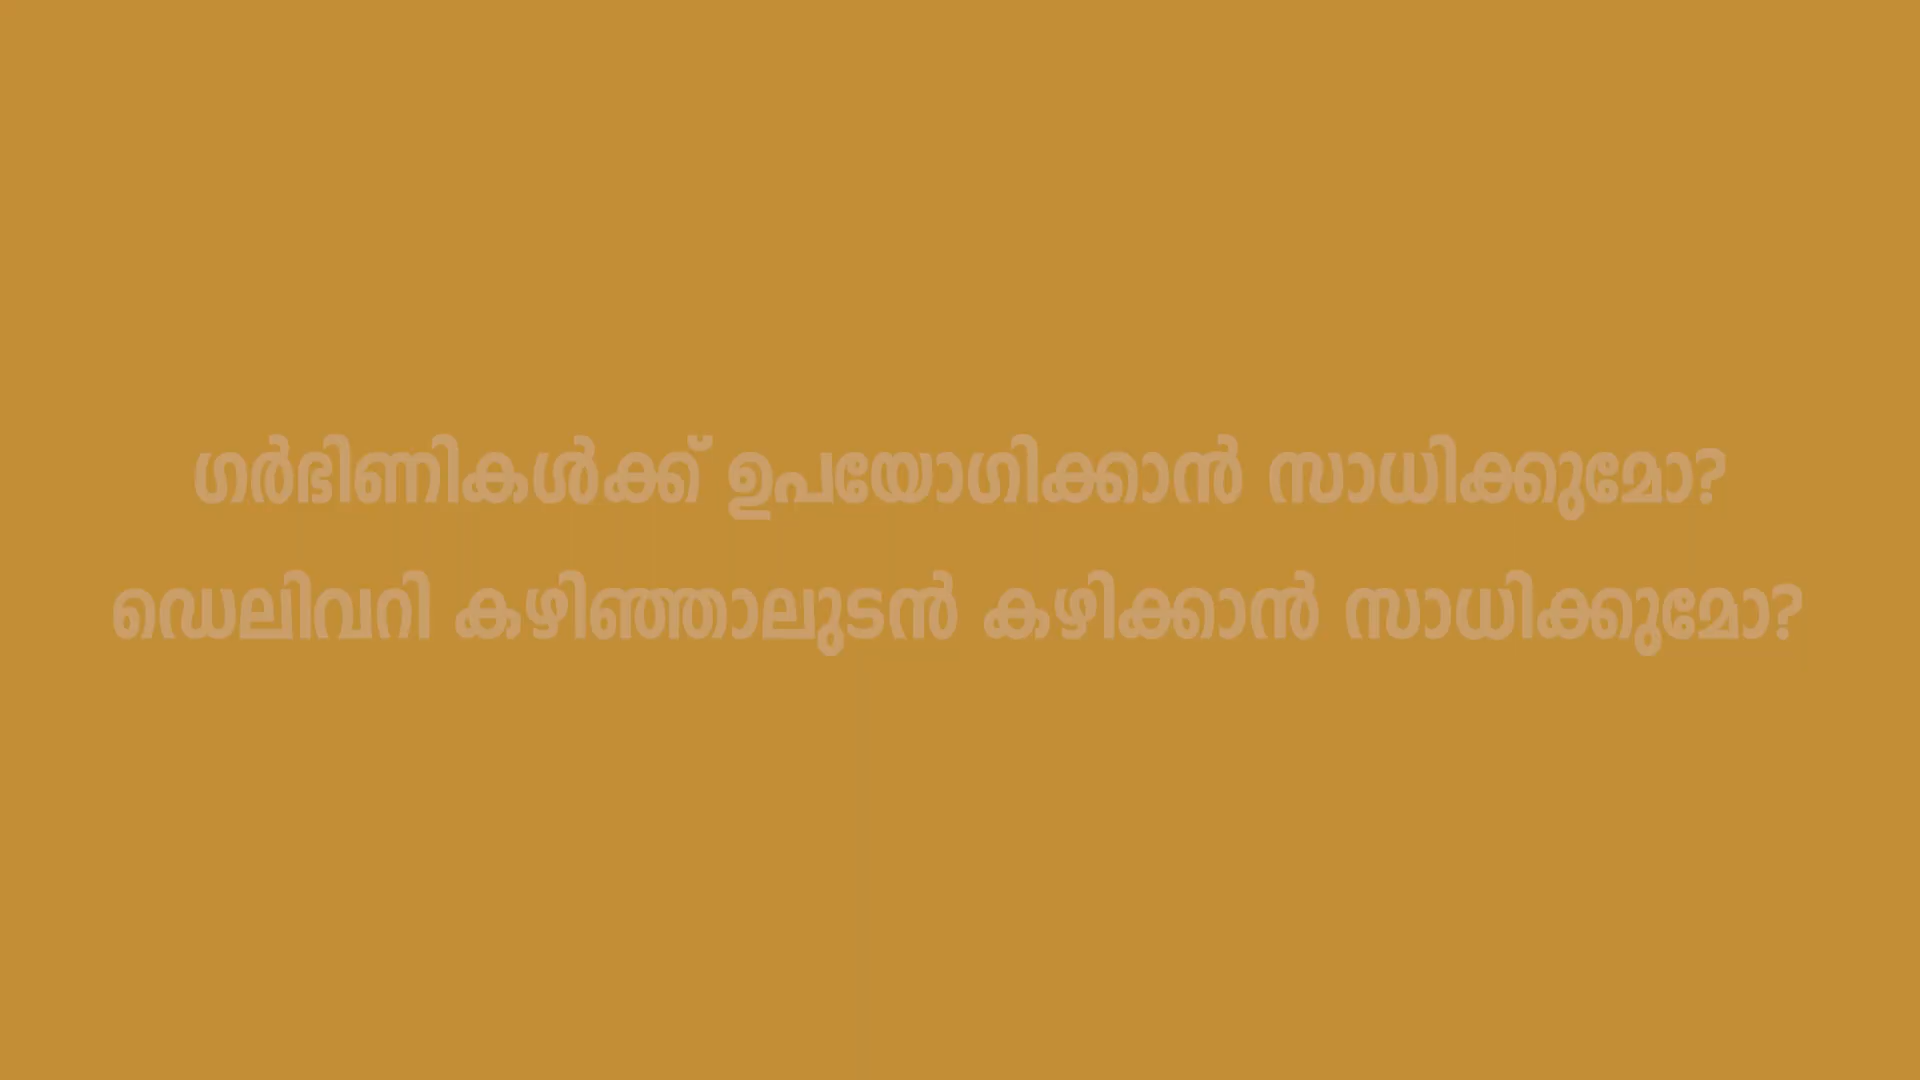 ഗർഭിണികൾക്ക് ഉപയോഗിക്കാൻ സാധിക്കുമോ?
ഡെലിവറി കഴിഞ്ഞാലുടൻ കഴിക്കാൻ സാധിക്കുമോ?